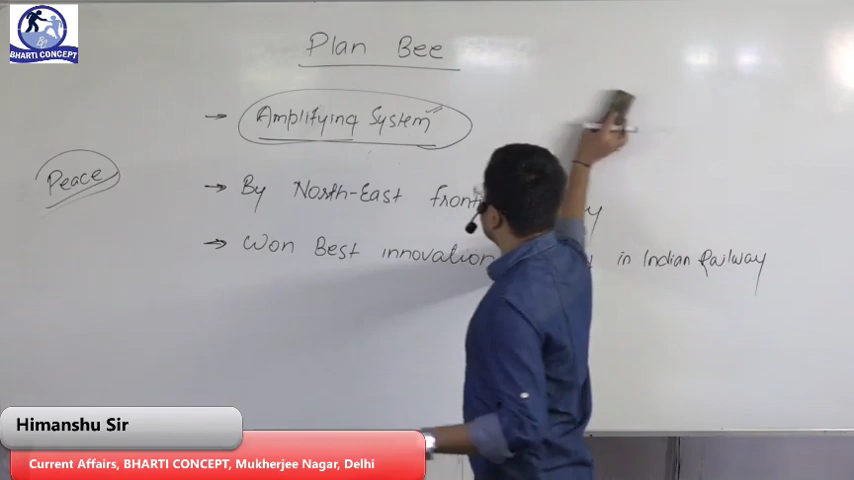 BHARTI CONCEPT
Plan Bee
→ Amplifying System"
Peace
→ By North-East
→ Won Best innovation in Indian Railway
Himanshu Sir
Current Affairs, BHARTI CONCEPT, Mukherjee Nagar, Delhi